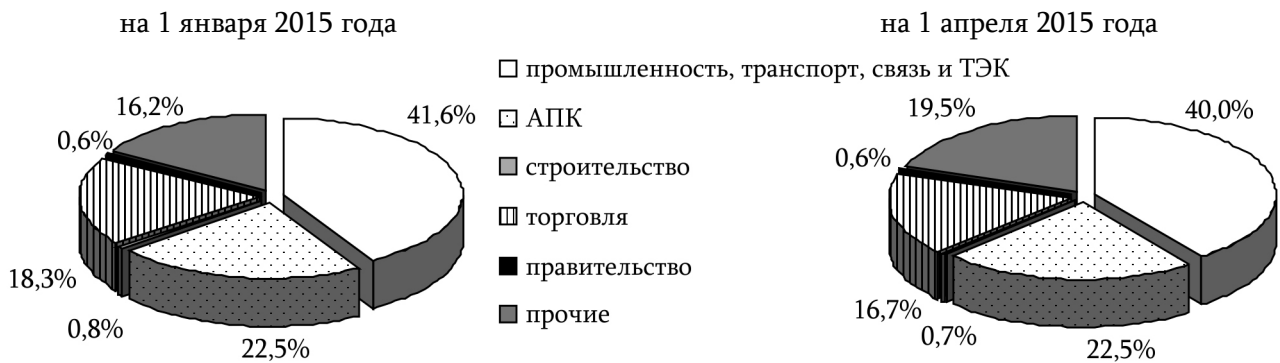 на 1 января 2015 года
на 1 апреля 2015 года
промышленность, транспорт, связь и ТЭК
АПК
строительство
торговля
правительство
прочие
16,2%
41,6%
0,6%
18,3%
0,8%
22,5%
19,5%
40,0%
0,6%
16,7%
0,7%
22,5%